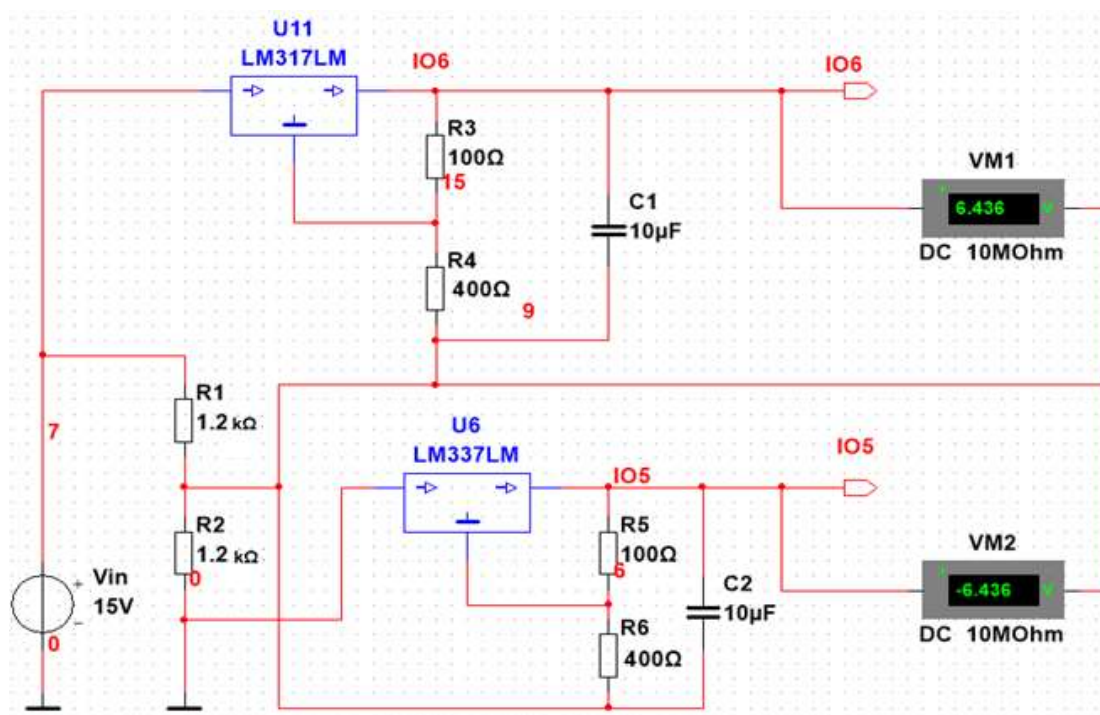 U11
LM317LM
IO6
IO6
R3
100Ω
15
VM1
6.436 V
DC 10MOhm
C1
10µF
R4
400Ω
9
R1
1.2 kΩ
7
U6
LM337LM
IO5
IO5
R2
1.2 kΩ
0
R5
100Ω
6
VM2
-6.436 V
DC 10MOhm
Vin
15V
+
−
0
C2
10µF
R6
400Ω